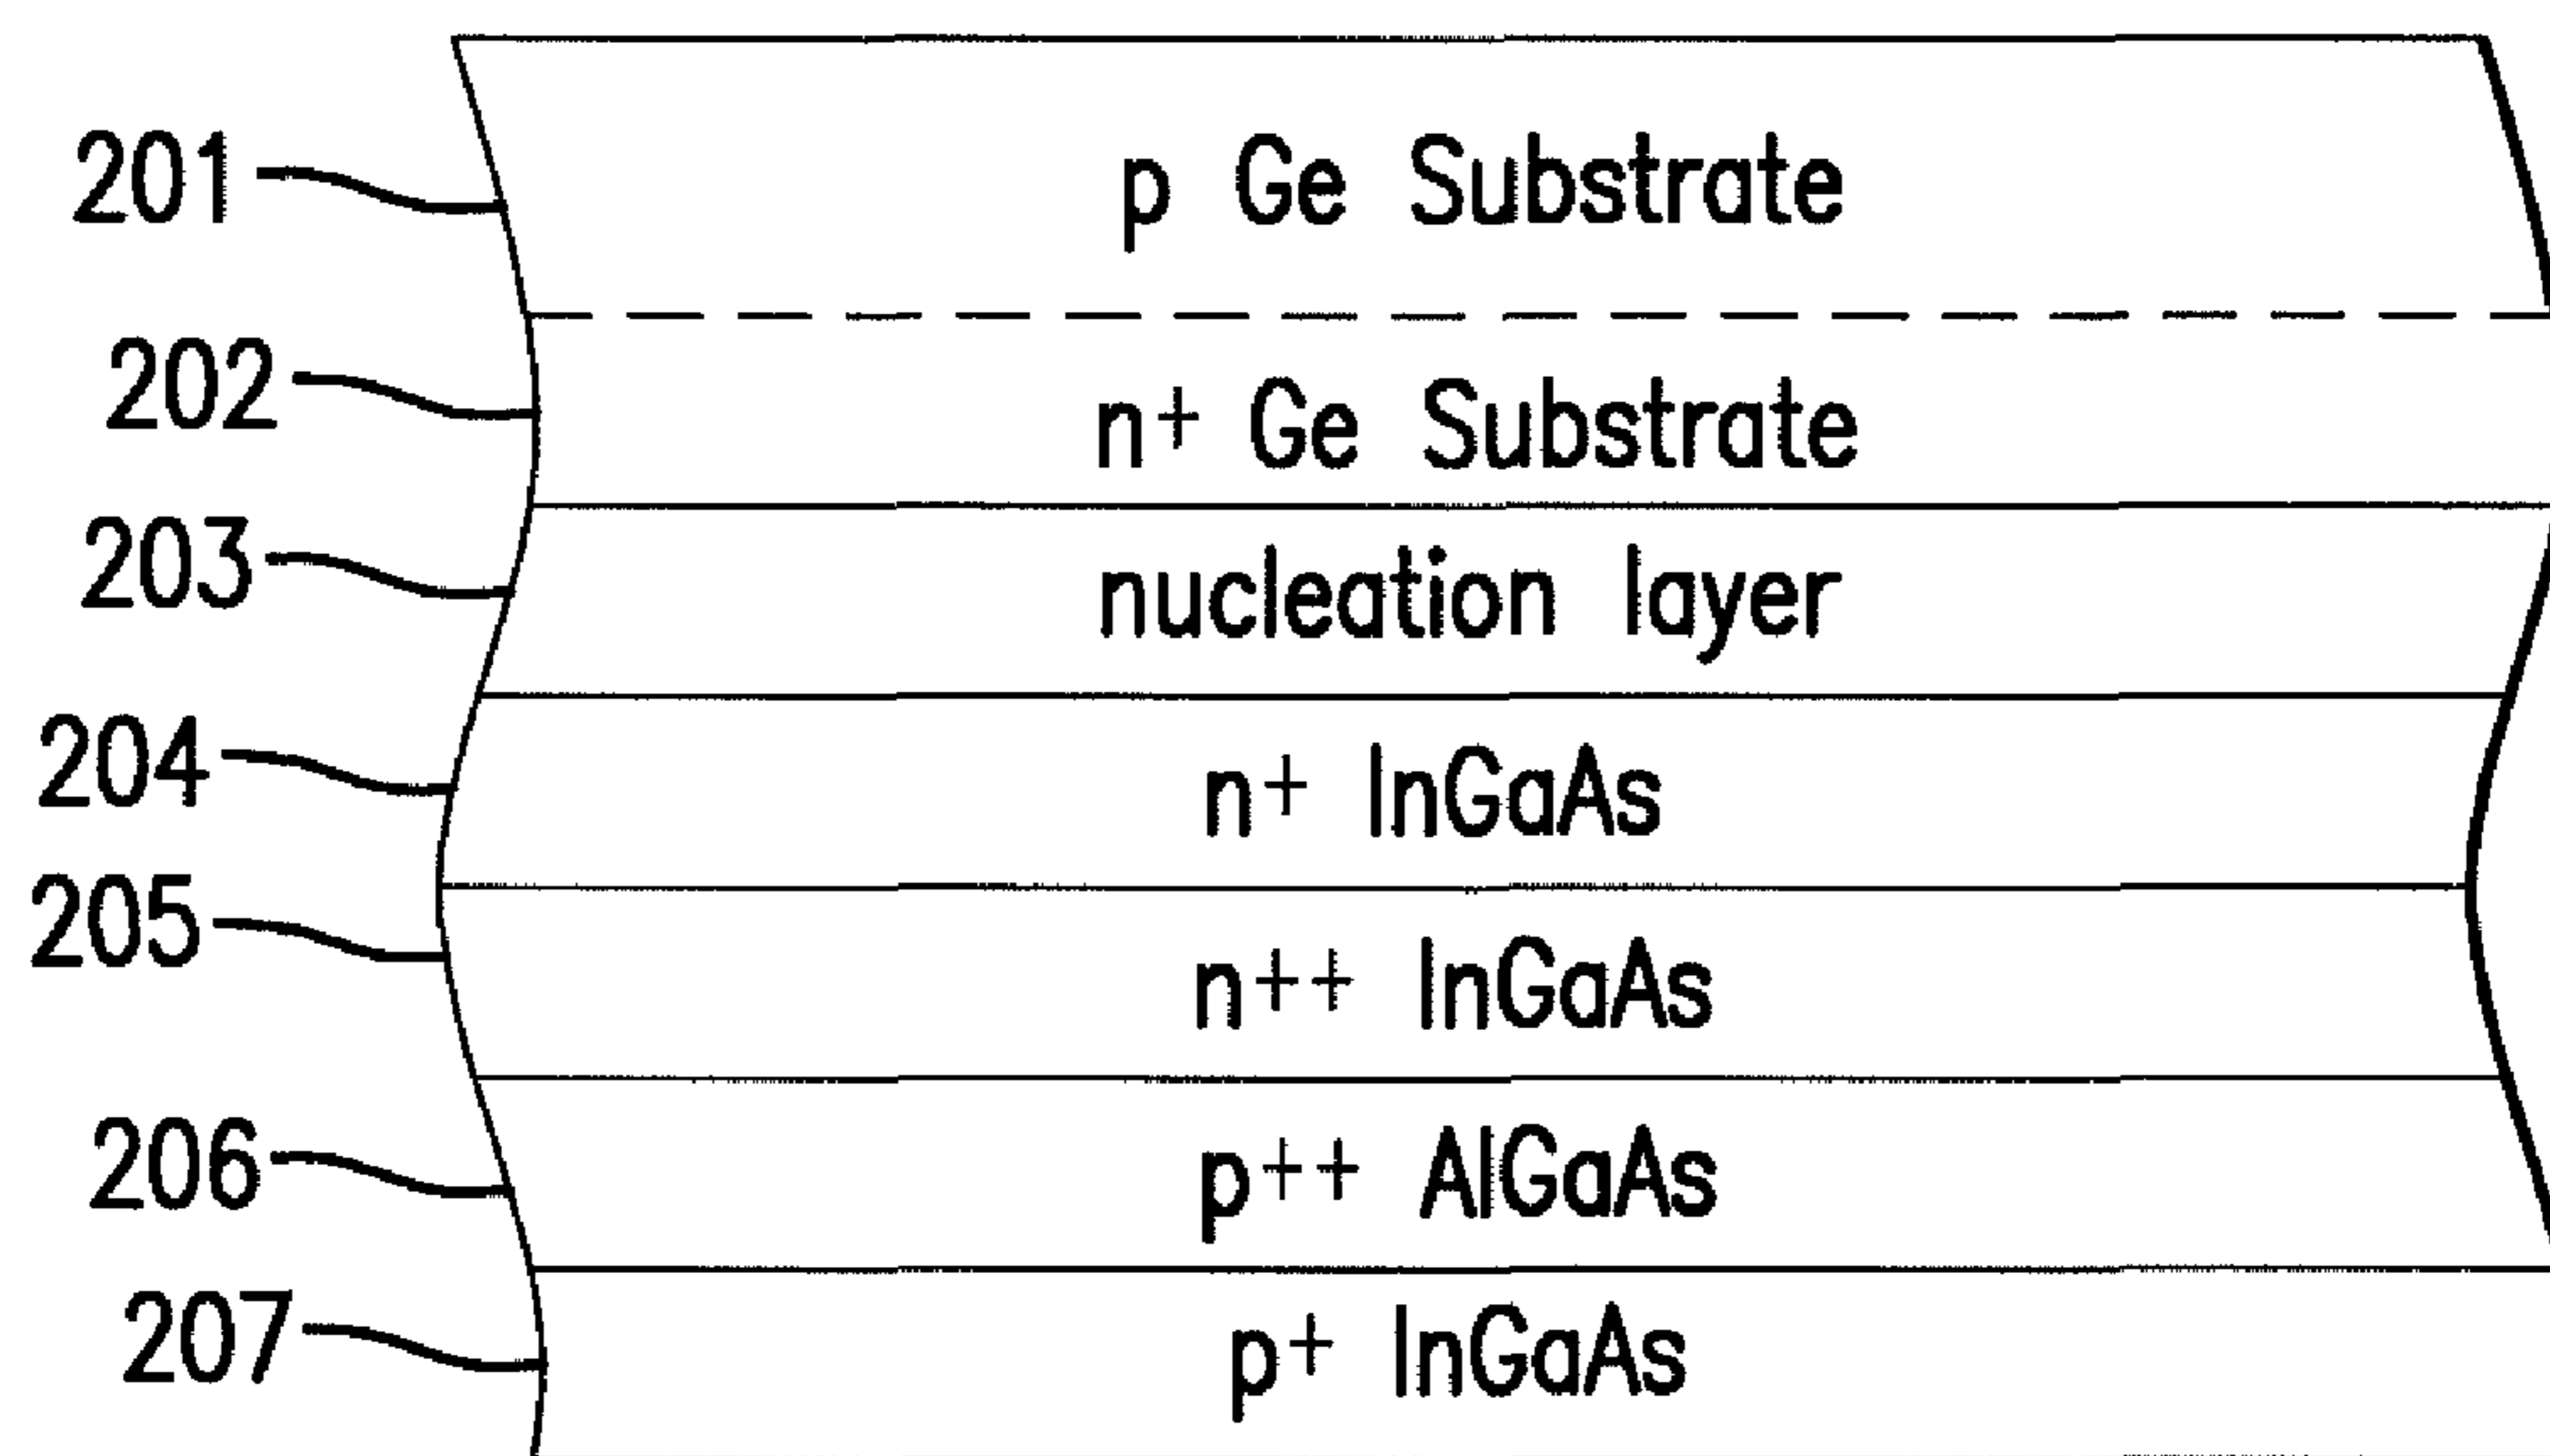 201 p Ge Substrate
202 n+ Ge Substrate
203 nucleation layer
204 n+ InGaAs
205 n++ InGaAs
206 p++ AlGaAs
207 p+ InGaAs